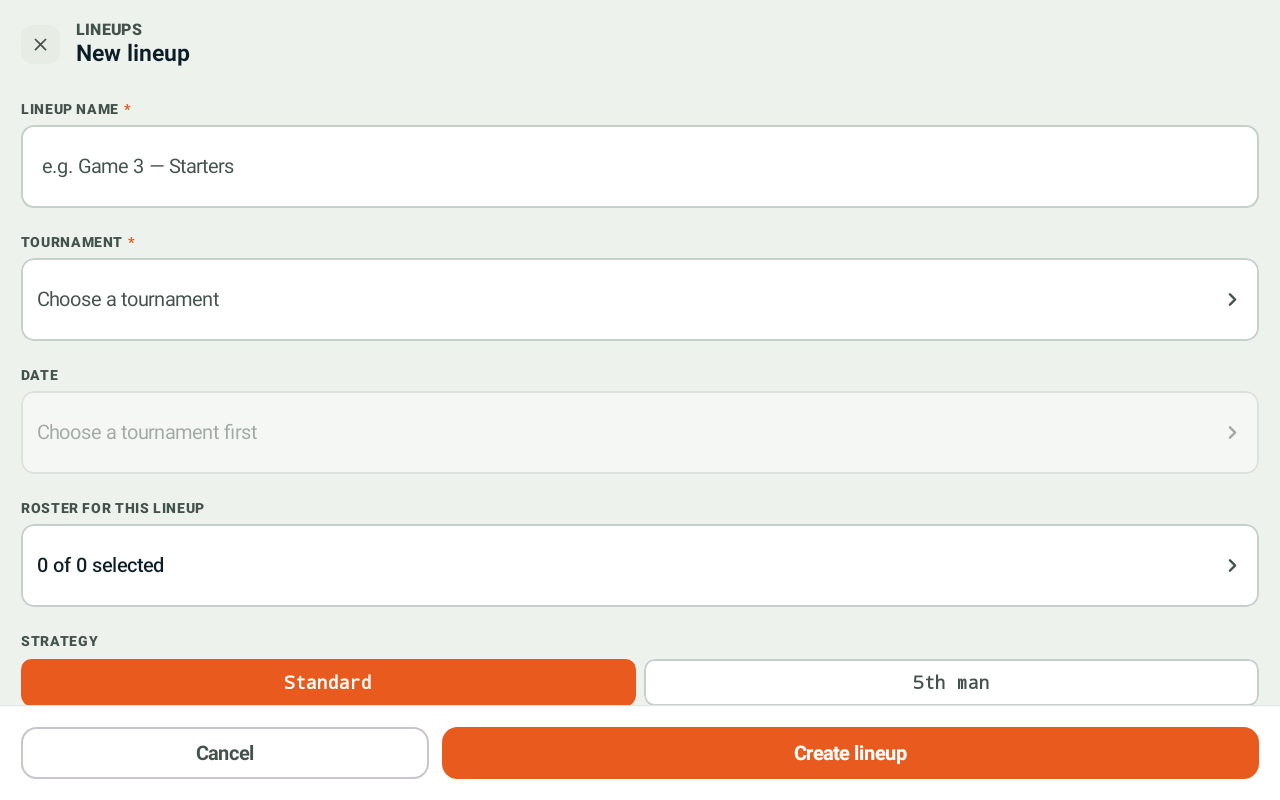 LINEUPS
New lineup
LINEUP NAME *
e.g. Game 3 — Starters
TOURNAMENT *
Choose a tournament
DATE
Choose a tournament first
ROSTER FOR THIS LINEUP
0 of 0 selected
STRATEGY
Standard
5th man
Cancel
Create lineup